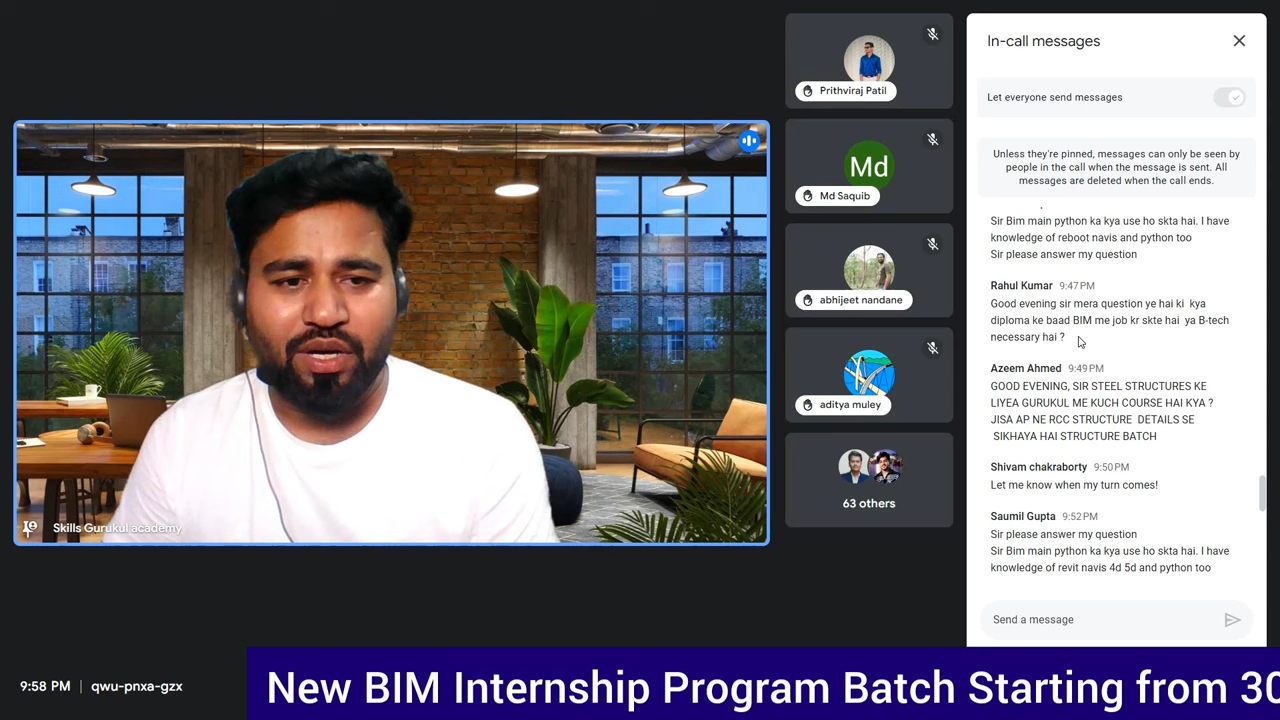 Prithviraj Patil
Md
Md Saquib
abhijeet nandane
aditya muley
63 others
Skills Gurukul academy
In-call messages
Let everyone send messages
Unless they're pinned, messages can only be seen by
people in the call when the message is sent. All
messages are deleted when the call ends.
Sir Bim main python ka kya use ho skta hai. I have
knowledge of reboot navis and python too
Sir please answer my question
Rahul Kumar 9:47 PM
Good evening sir mera question ye hai ki kya
diploma ke baad BIM me job kr skte hai ya B-tech
necessary hai ?
Azeem Ahmed 9:49 PM
GOOD EVENING, SIR STEEL STRUCTURES KE
LIYEA GURUKUL ME KUCH COURSE HAI KYA ?
JISA AP NE RCC STRUCTURE DETAILS SE
SIKHAYA HAI STRUCTURE BATCH
Shivam chakraborty 9:50 PM
Let me know when my turn comes!
Saumil Gupta 9:52 PM
Sir please answer my question
Sir Bim main python ka kya use ho skta hai. I have
knowledge of revit navis 4d 5d and python too
Send a message
9:58 PM | qwu-pnxa-gzx
New BIM Internship Program Batch Starting from 30